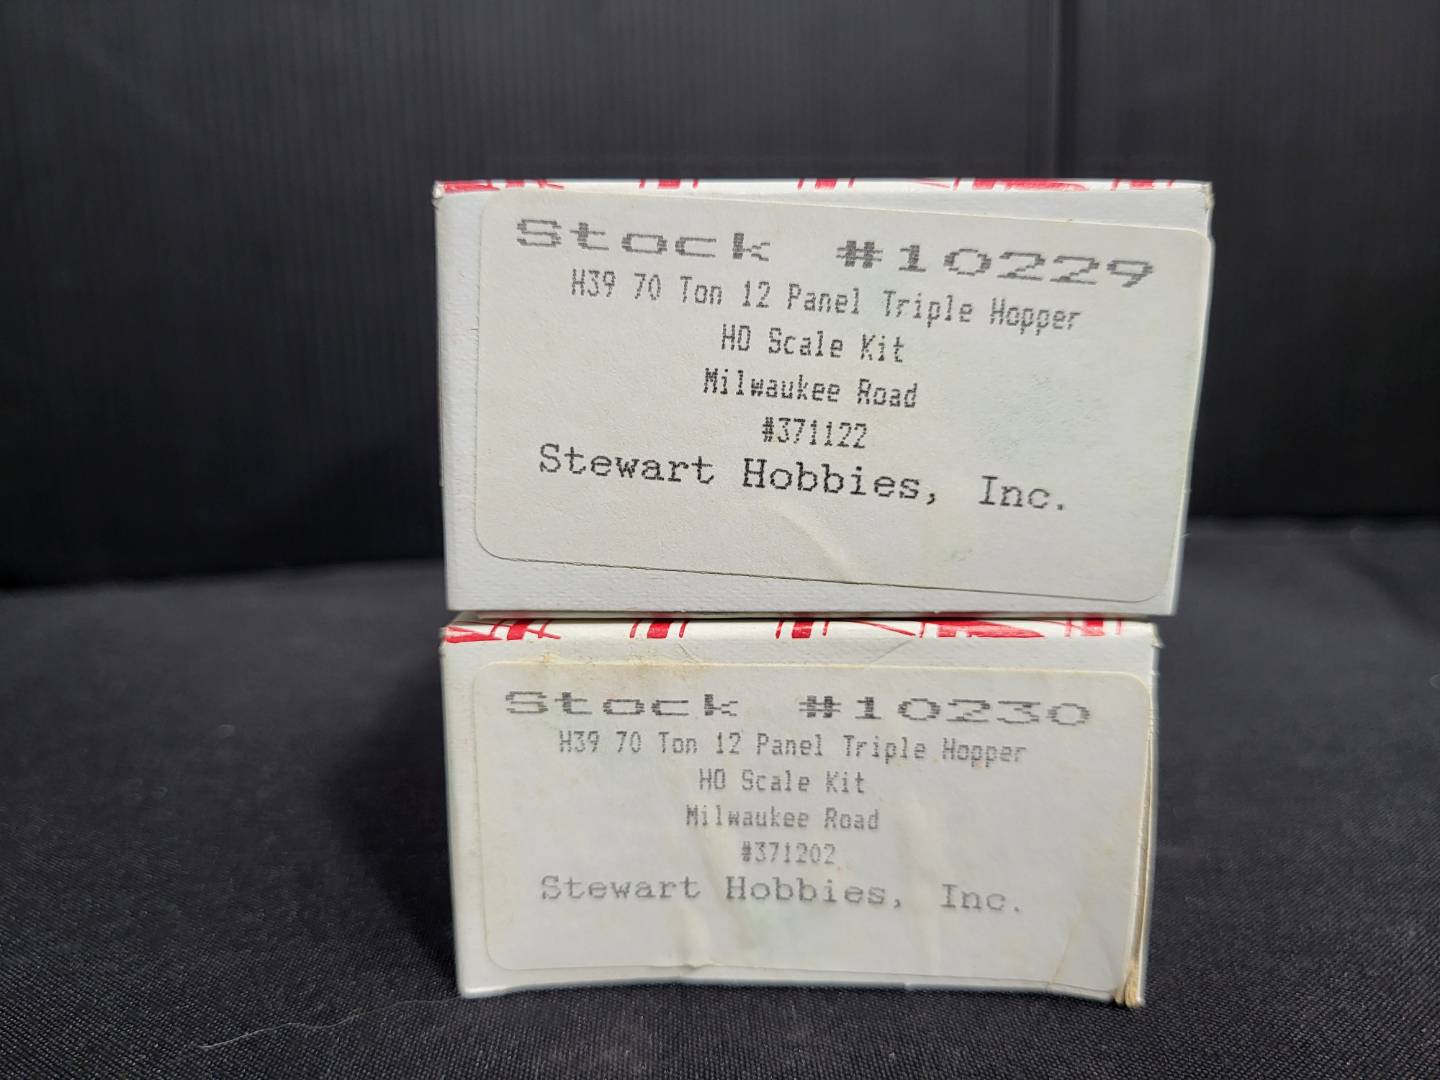 Stock #10229
H39 70 Ton 12 Panel Triple Hopper
HO Scale Kit
Milwaukee Road
#371122
Stewart Hobbies, Inc.
Stock #10230
H39 70 Ton 12 Panel Triple Hopper
HO Scale Kit
Milwaukee Road
#371202
Stewart Hobbies, Inc.